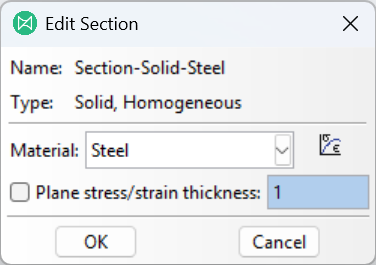 Edit Section
Name: Section-Solid-Steel
Type: Solid, Homogeneous
Material: Steel
Plane stress/strain thickness: 1
OK Cancel